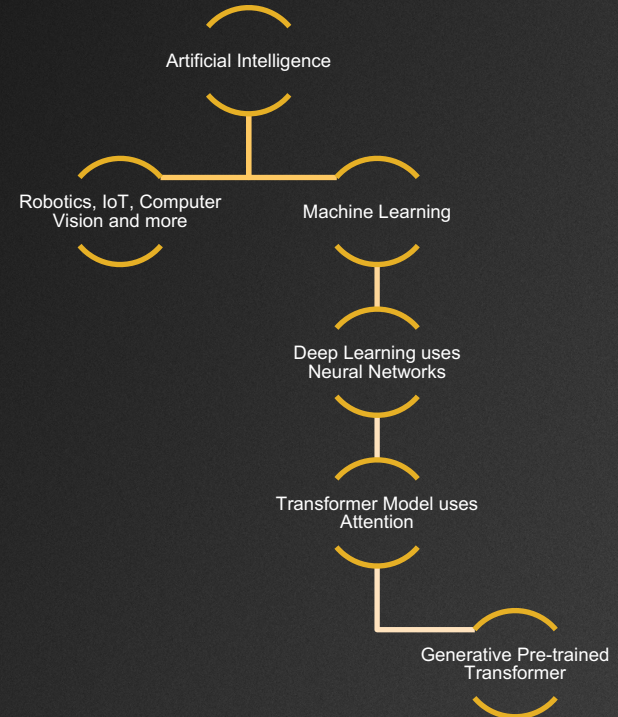 Artificial Intelligence
Robotics, IoT, Computer
Vision and more
Machine Learning
Deep Learning uses
Neural Networks
Transformer Model uses
Attention
Generative Pre-trained
Transformer